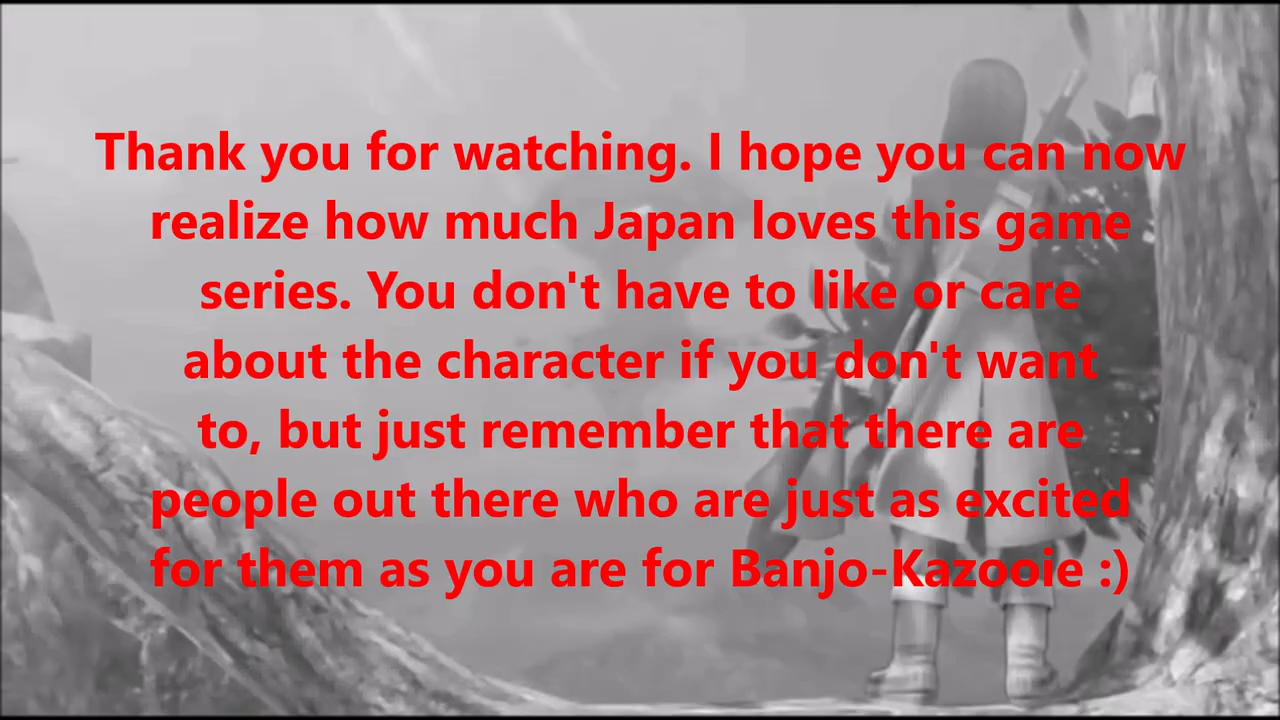 Thank you for watching. I hope you can now
realize how much Japan loves this game
series. You don't have to like or care
about the character if you don't want
to, but just remember that there are
people out there who are just as excited
for them as you are for Banjo-Kazooie :)